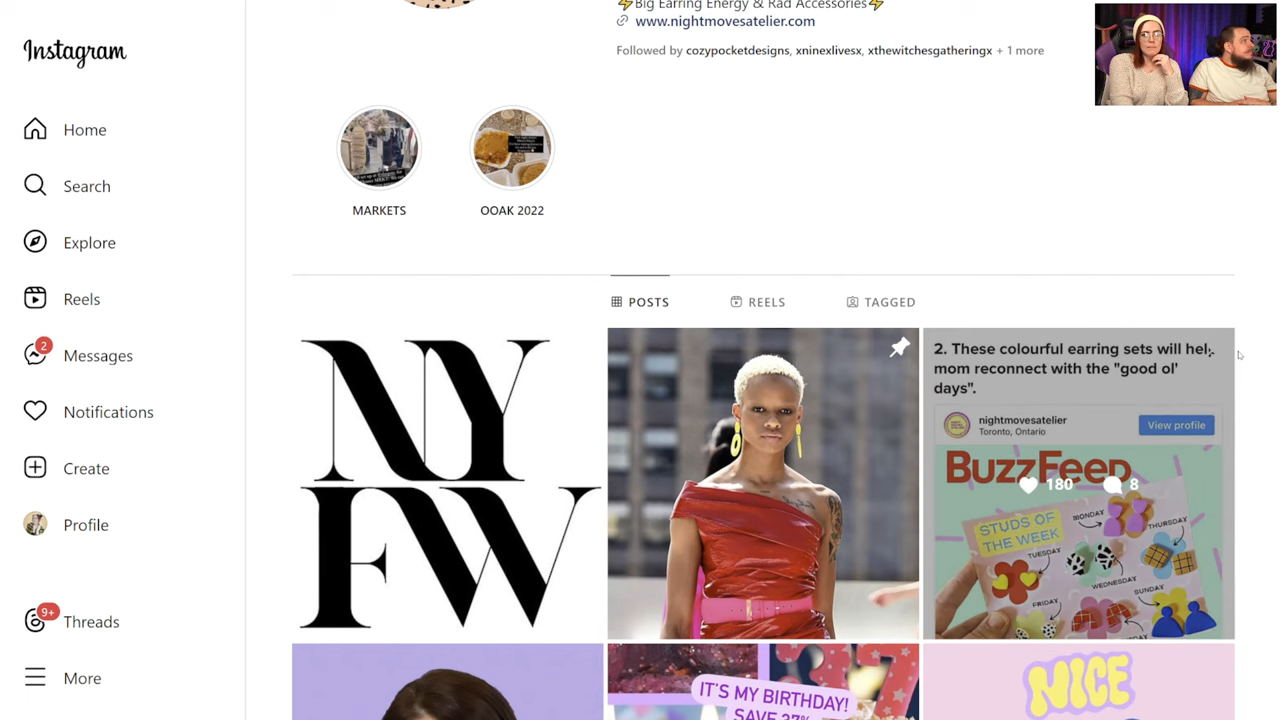 ⚡Big Earring Energy & Rad Accessories⚡
www.nightmovesatelier.com
Followed by cozypocketdesigns, xninexlivesx, xthewitchesgatheringx + 1 more
Instagram
Home
Search
Explore
Reels
2
Messages
Notifications
Create
Profile
9+
Threads
More
MARKETS
OOAK 2022
POSTS
REELS
TAGGED
NY
FW
2. These colourful earring sets will help
mom reconnect with the "good ol'
days".
nightmovesatelier
Toronto, Ontario
View profile
BuzzFeed
180
8
STUDS OF
THE WEEK
MONDAY
THURSDAY
TUESDAY
WEDNESDAY
SUNDAY
FRIDAY
IT'S MY BIRTHDAY!
SAVE 37%
NICE